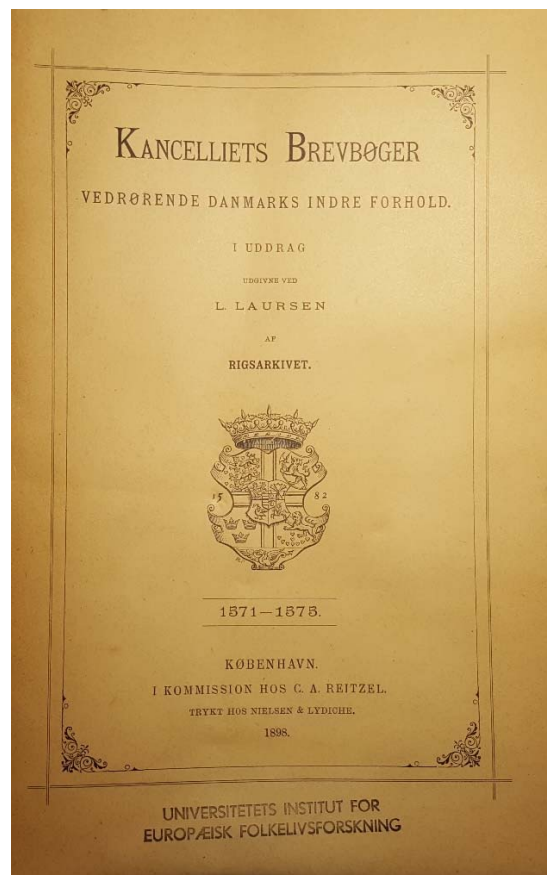 KANCELLIETS BREVBØGER
VEDRØRENDE DANMARKS INDRE FORHOLD.
I UDDRAG
UDGIVNE VED
L. LAURSEN
AF
RIGSARKIVET.
15 82
1571—1575.
KØBENHAVN.
I KOMMISSION HOS C. A. REITZEL.
TRYKT HOS NIELSEN & LYDICHE.
1898.
UNIVERSITETETS INSTITUT FOR
EUROPÆISK FOLKELIVSFORSKNING